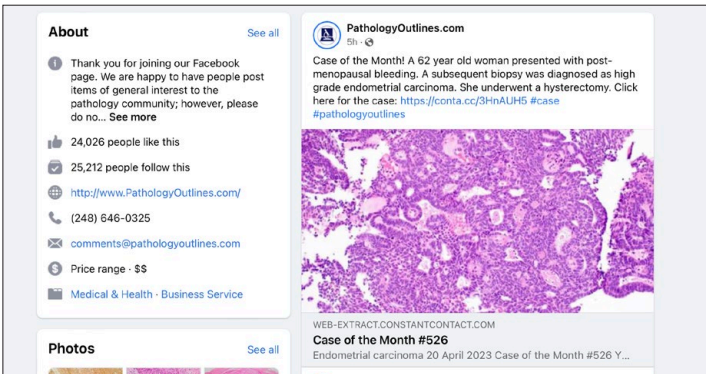 About
See all
Thank you for joining our Facebook
page. We are happy to have people post
items of general interest to the
pathology community; however, please
do no... See more
24,026 people like this
25,212 people follow this
http://www.PathologyOutlines.com/
(248) 646-0325
comments@pathologyoutlines.com
Price range · $$
Medical & Health · Business Service
Photos
See all
PathologyOutlines.com
5h ·
Case of the Month! A 62 year old woman presented with post-
menopausal bleeding. A subsequent biopsy was diagnosed as high
grade endometrial carcinoma. She underwent a hysterectomy. Click
here for the case: https://conta.cc/3HnAUH5 #case
#pathologyoutlines
WEB-EXTRACT.CONSTANTCONTACT.COM
Case of the Month #526
Endometrial carcinoma 20 April 2023 Case of the Month #526 Y...